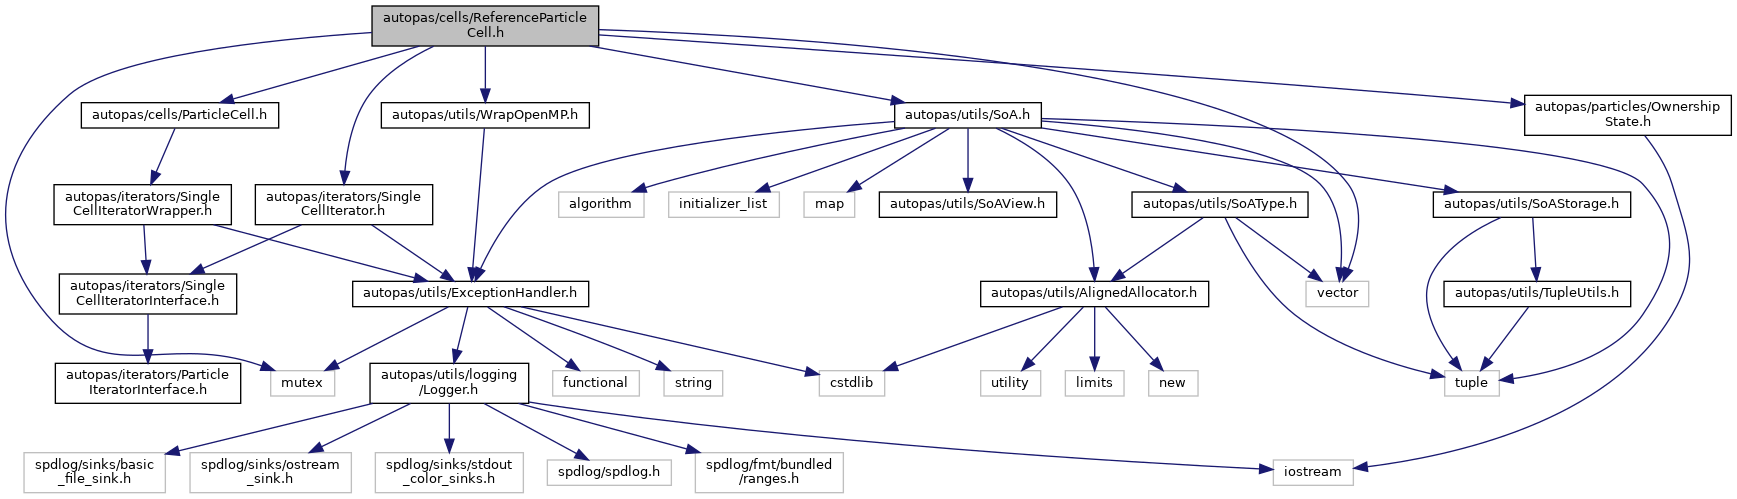 autopas/cells/ReferenceParticle
Cell.h
autopas/cells/ParticleCell.h
autopas/utils/WrapOpenMP.h
autopas/utils/SoA.h
autopas/particles/Ownership
State.h
autopas/iterators/Single
CellIteratorWrapper.h
autopas/iterators/Single
CellIterator.h
algorithm
initializer_list
map
autopas/utils/SoAView.h
autopas/utils/SoAType.h
autopas/utils/SoAStorage.h
autopas/iterators/Single
CellIteratorInterface.h
autopas/utils/ExceptionHandler.h
autopas/utils/AlignedAllocator.h
vector
autopas/utils/TupleUtils.h
autopas/iterators/Particle
IteratorInterface.h
mutex
autopas/utils/logging
/Logger.h
functional
string
cstdlib
utility
limits
new
tuple
spdlog/sinks/basic
_file_sink.h
spdlog/sinks/ostream
_sink.h
spdlog/sinks/stdout
_color_sinks.h
spdlog/spdlog.h
spdlog/fmt/bundled
/ranges.h
iostream